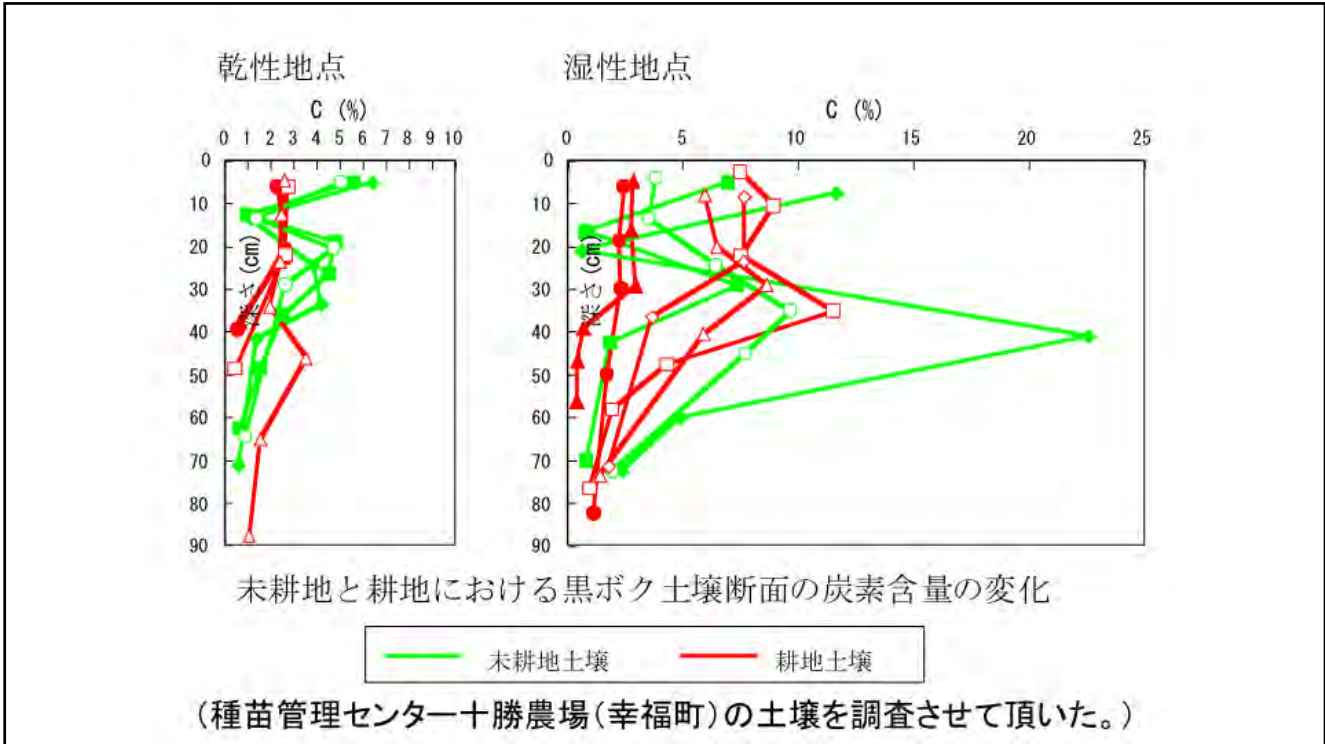 乾性地点
C (%)
0 1 2 3 4 5 6 7 8 9 10
0
10
20
30
40
50
60
70
80
90
深さ(cm)
湿性地点
C (%)
0 5 10 15 20 25
0
10
20
30
40
50
60
70
80
90
深さ(cm)
未耕地と耕地における黒ボク土壌断面の炭素含量の変化
未耕地土壌 耕地土壌
(種苗管理センター十勝農場(幸福町)の土壌を調査させて頂いた。)